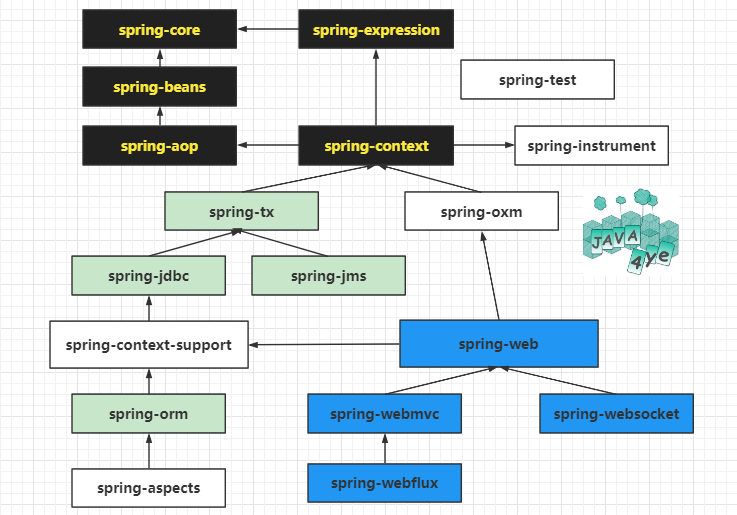 spring-core
spring-expression
spring-beans
spring-test
spring-aop
spring-context
spring-instrument
spring-tx
spring-oxm
JAVA
4ye
spring-jdbc
spring-jms
spring-context-support
spring-web
spring-orm
spring-webmvc
spring-websocket
spring-aspects
spring-webflux